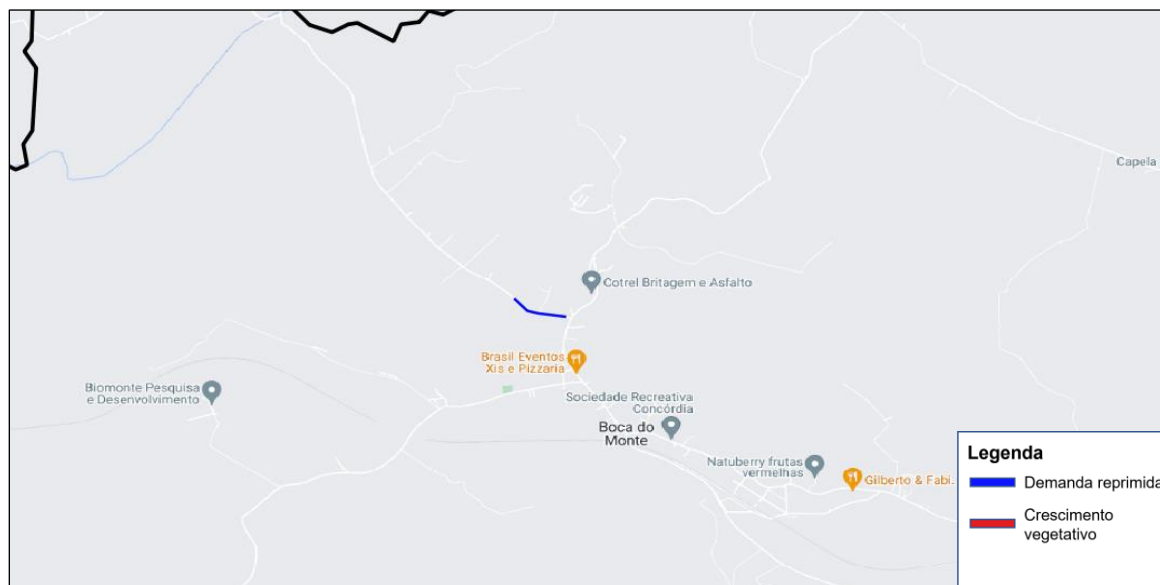 Capela
Cotrel Britagem e Asfalto
Brasil Eventos
Xis e Pizzaria
Biomonte Pesquisa
e Desenvolvimento
Sociedade Recreativa
Concórdia
Boca do
Monte
Natuberry frutas
vermelhas
Gilberto & Fabi.
Legenda
Demanda reprimida
Crescimento
vegetativo